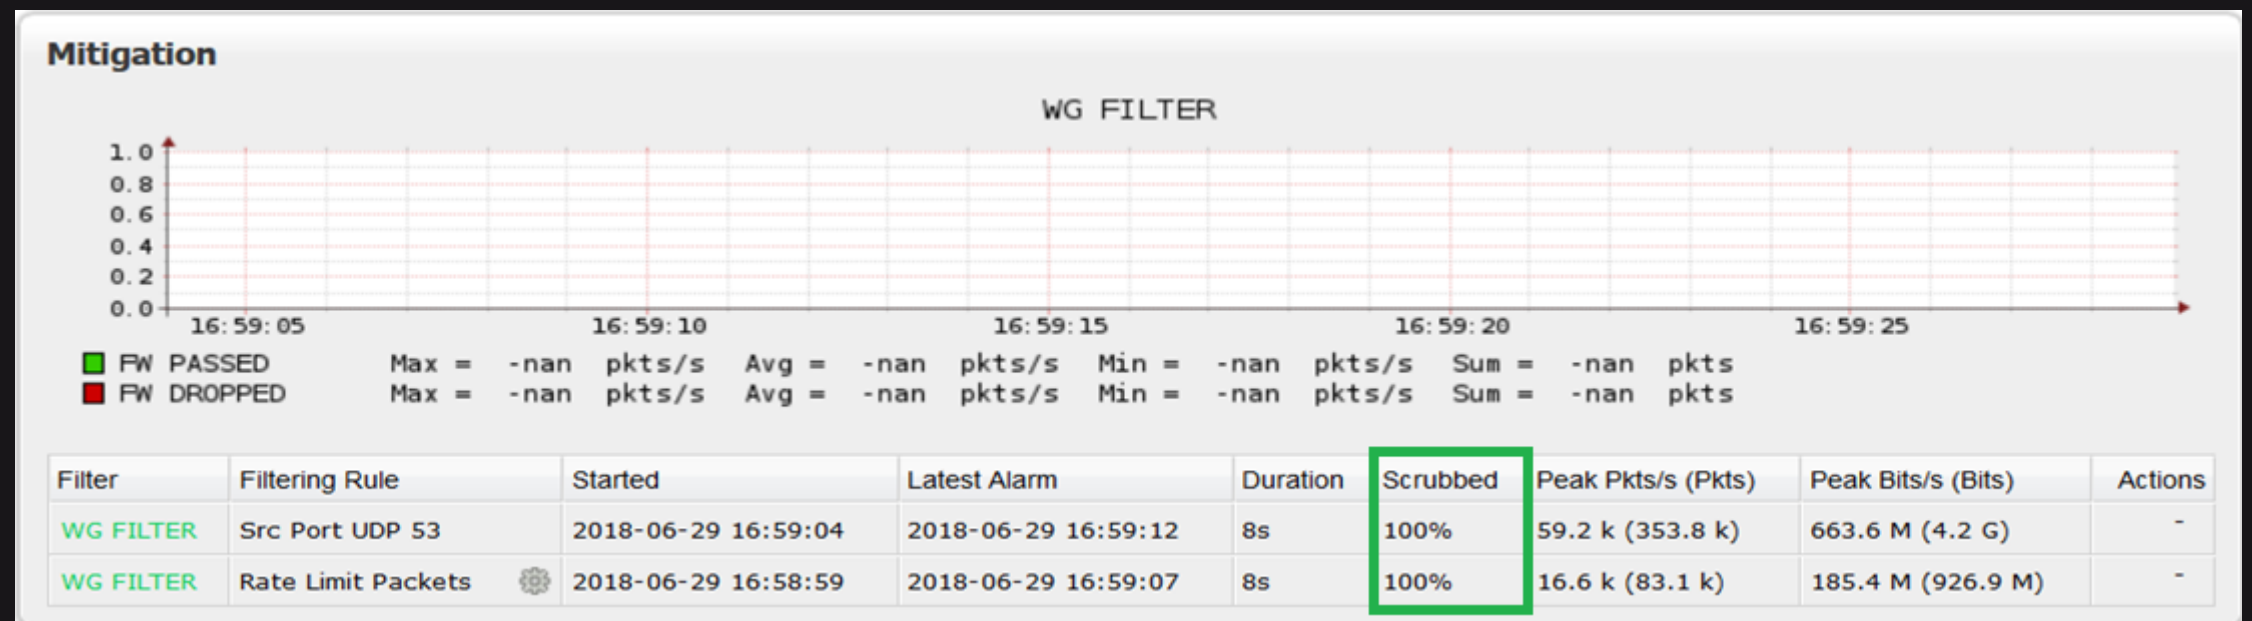 Mitigation
WG FILTER
1.0
0.8
0.6
0.4
0.2
0.0
16:59:05 16:59:10 16:59:15 16:59:20 16:59:25
FW PASSED Max = -nan pkts/s Avg = -nan pkts/s Min = -nan pkts/s Sum = -nan pkts
FW DROPPED Max = -nan pkts/s Avg = -nan pkts/s Min = -nan pkts/s Sum = -nan pkts
Filter Filtering Rule Started Latest Alarm Duration Scrubbed Peak Pkts/s (Pkts) Peak Bits/s (Bits) Actions
WG FILTER Src Port UDP 53 2018-06-29 16:59:04 2018-06-29 16:59:12 8s 100% 59.2 k (353.8 k) 663.6 M (4.2 G) -
WG FILTER Rate Limit Packets 2018-06-29 16:58:59 2018-06-29 16:59:07 8s 100% 16.6 k (83.1 k) 185.4 M (926.9 M) -